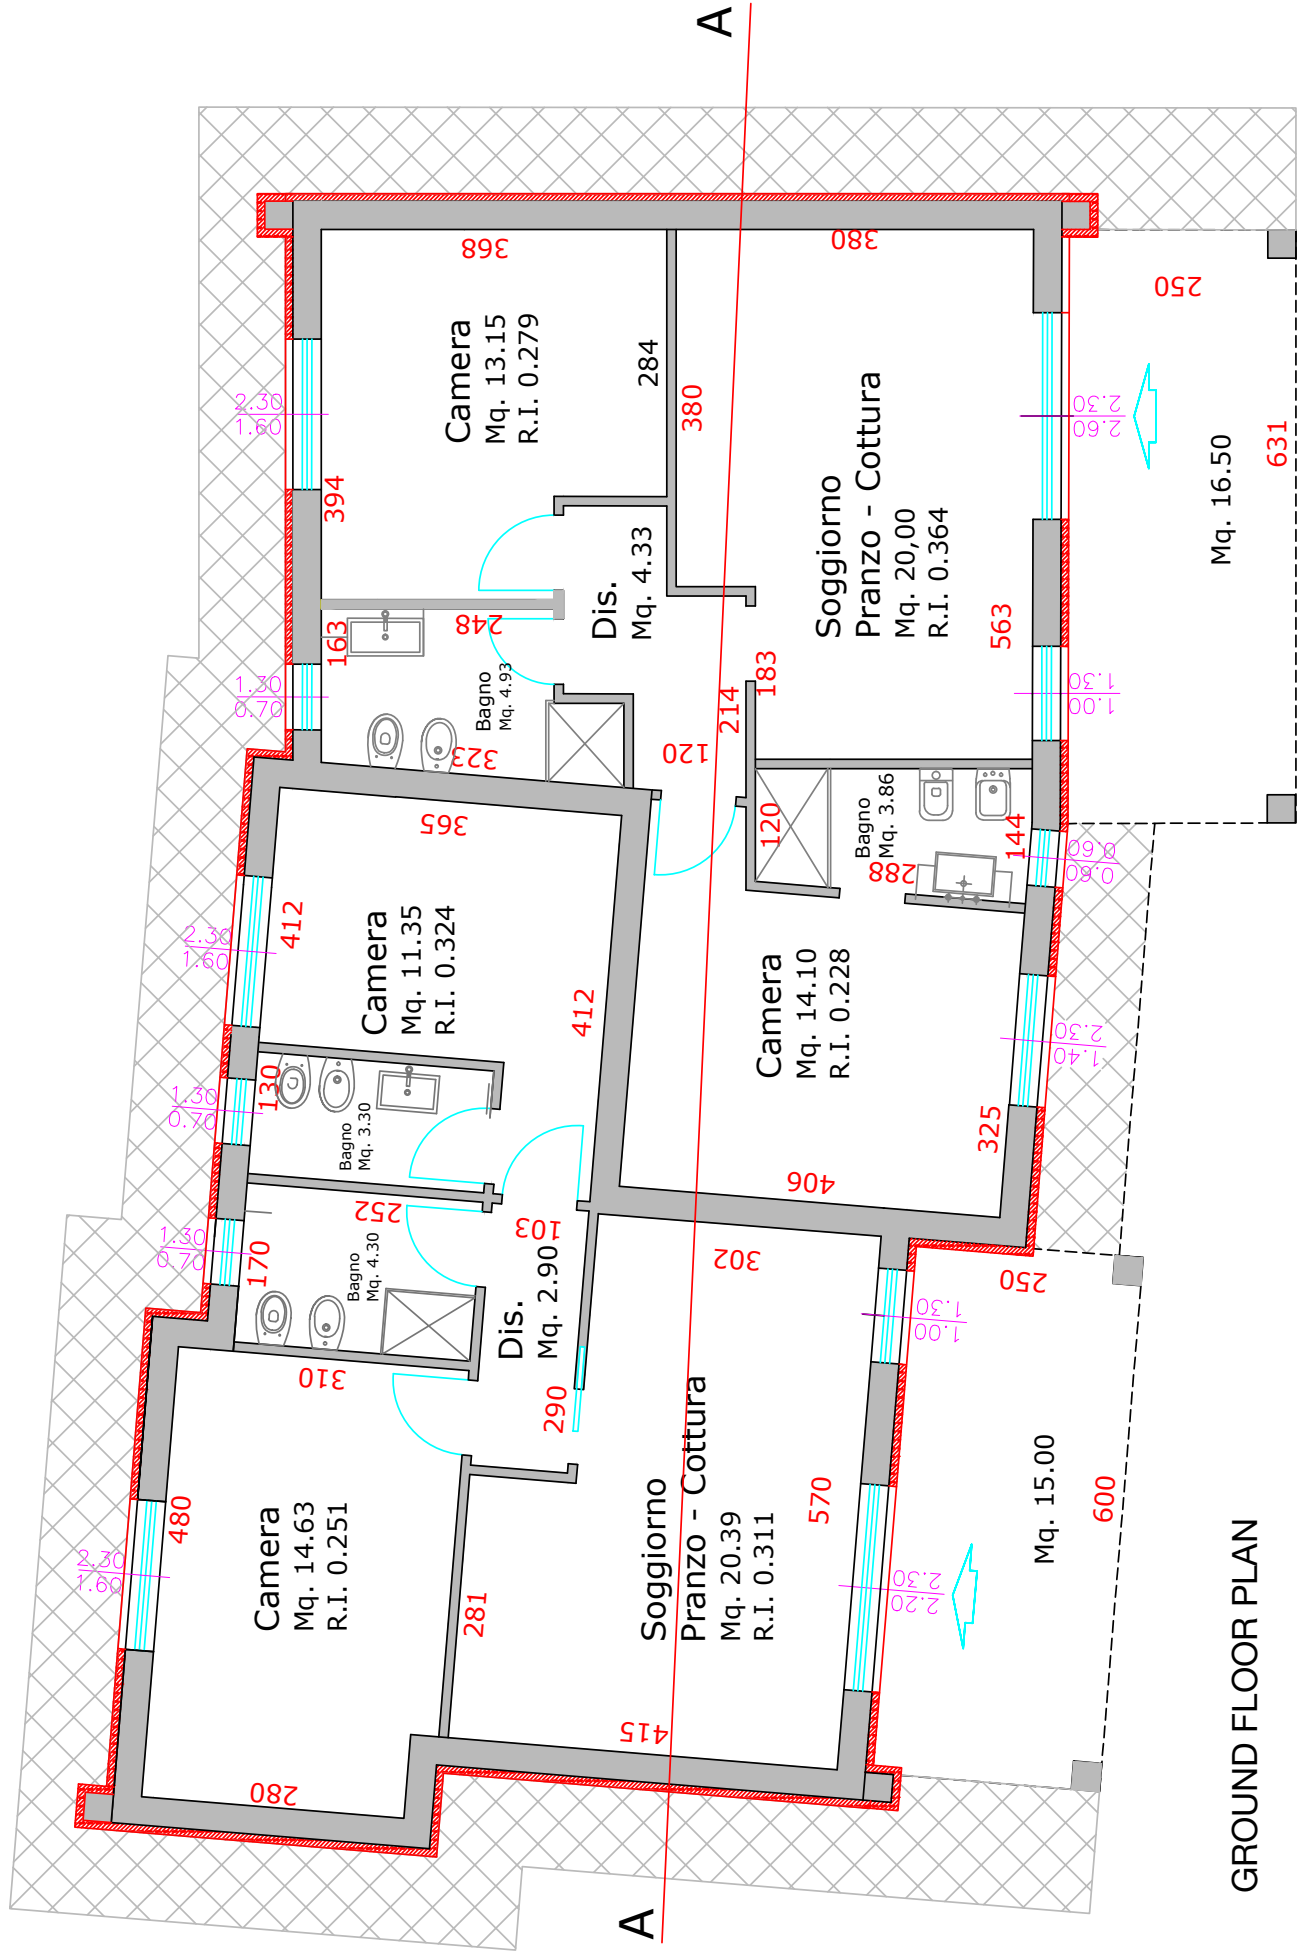 A
Camera
Mq. 13.15
R.I. 0.279
368
284
394
2.30
1.60
380
380
Soggiorno
Pranzo - Cottura
Mq. 20,00
R.I. 0.364
563
183
2.30
2.60
1.30
1.00
250
631
Mq. 16.50
Dis.
Mq. 4.33
214
120
Bagno
Mq. 4.93
163
248
323
1.30
0.70
Bagno
Mq. 3.86
120
288
144
0.60
0.60
Camera
Mq. 14.10
R.I. 0.228
325
406
2.30
1.40
Camera
Mq. 11.35
R.I. 0.324
365
412
412
2.30
1.60
Bagno
Mq. 3.30
130
1.30
0.70
Bagno
Mq. 4.30
170
252
1.30
0.70
Dis.
Mq. 2.90
103
290
Camera
Mq. 14.63
R.I. 0.251
310
480
280
281
2.30
1.60
Soggiorno
Pranzo - Cottura
Mq. 20.39
R.I. 0.311
302
570
415
1.30
1.00
2.30
2.20
250
600
Mq. 15.00
A
GROUND FLOOR PLAN